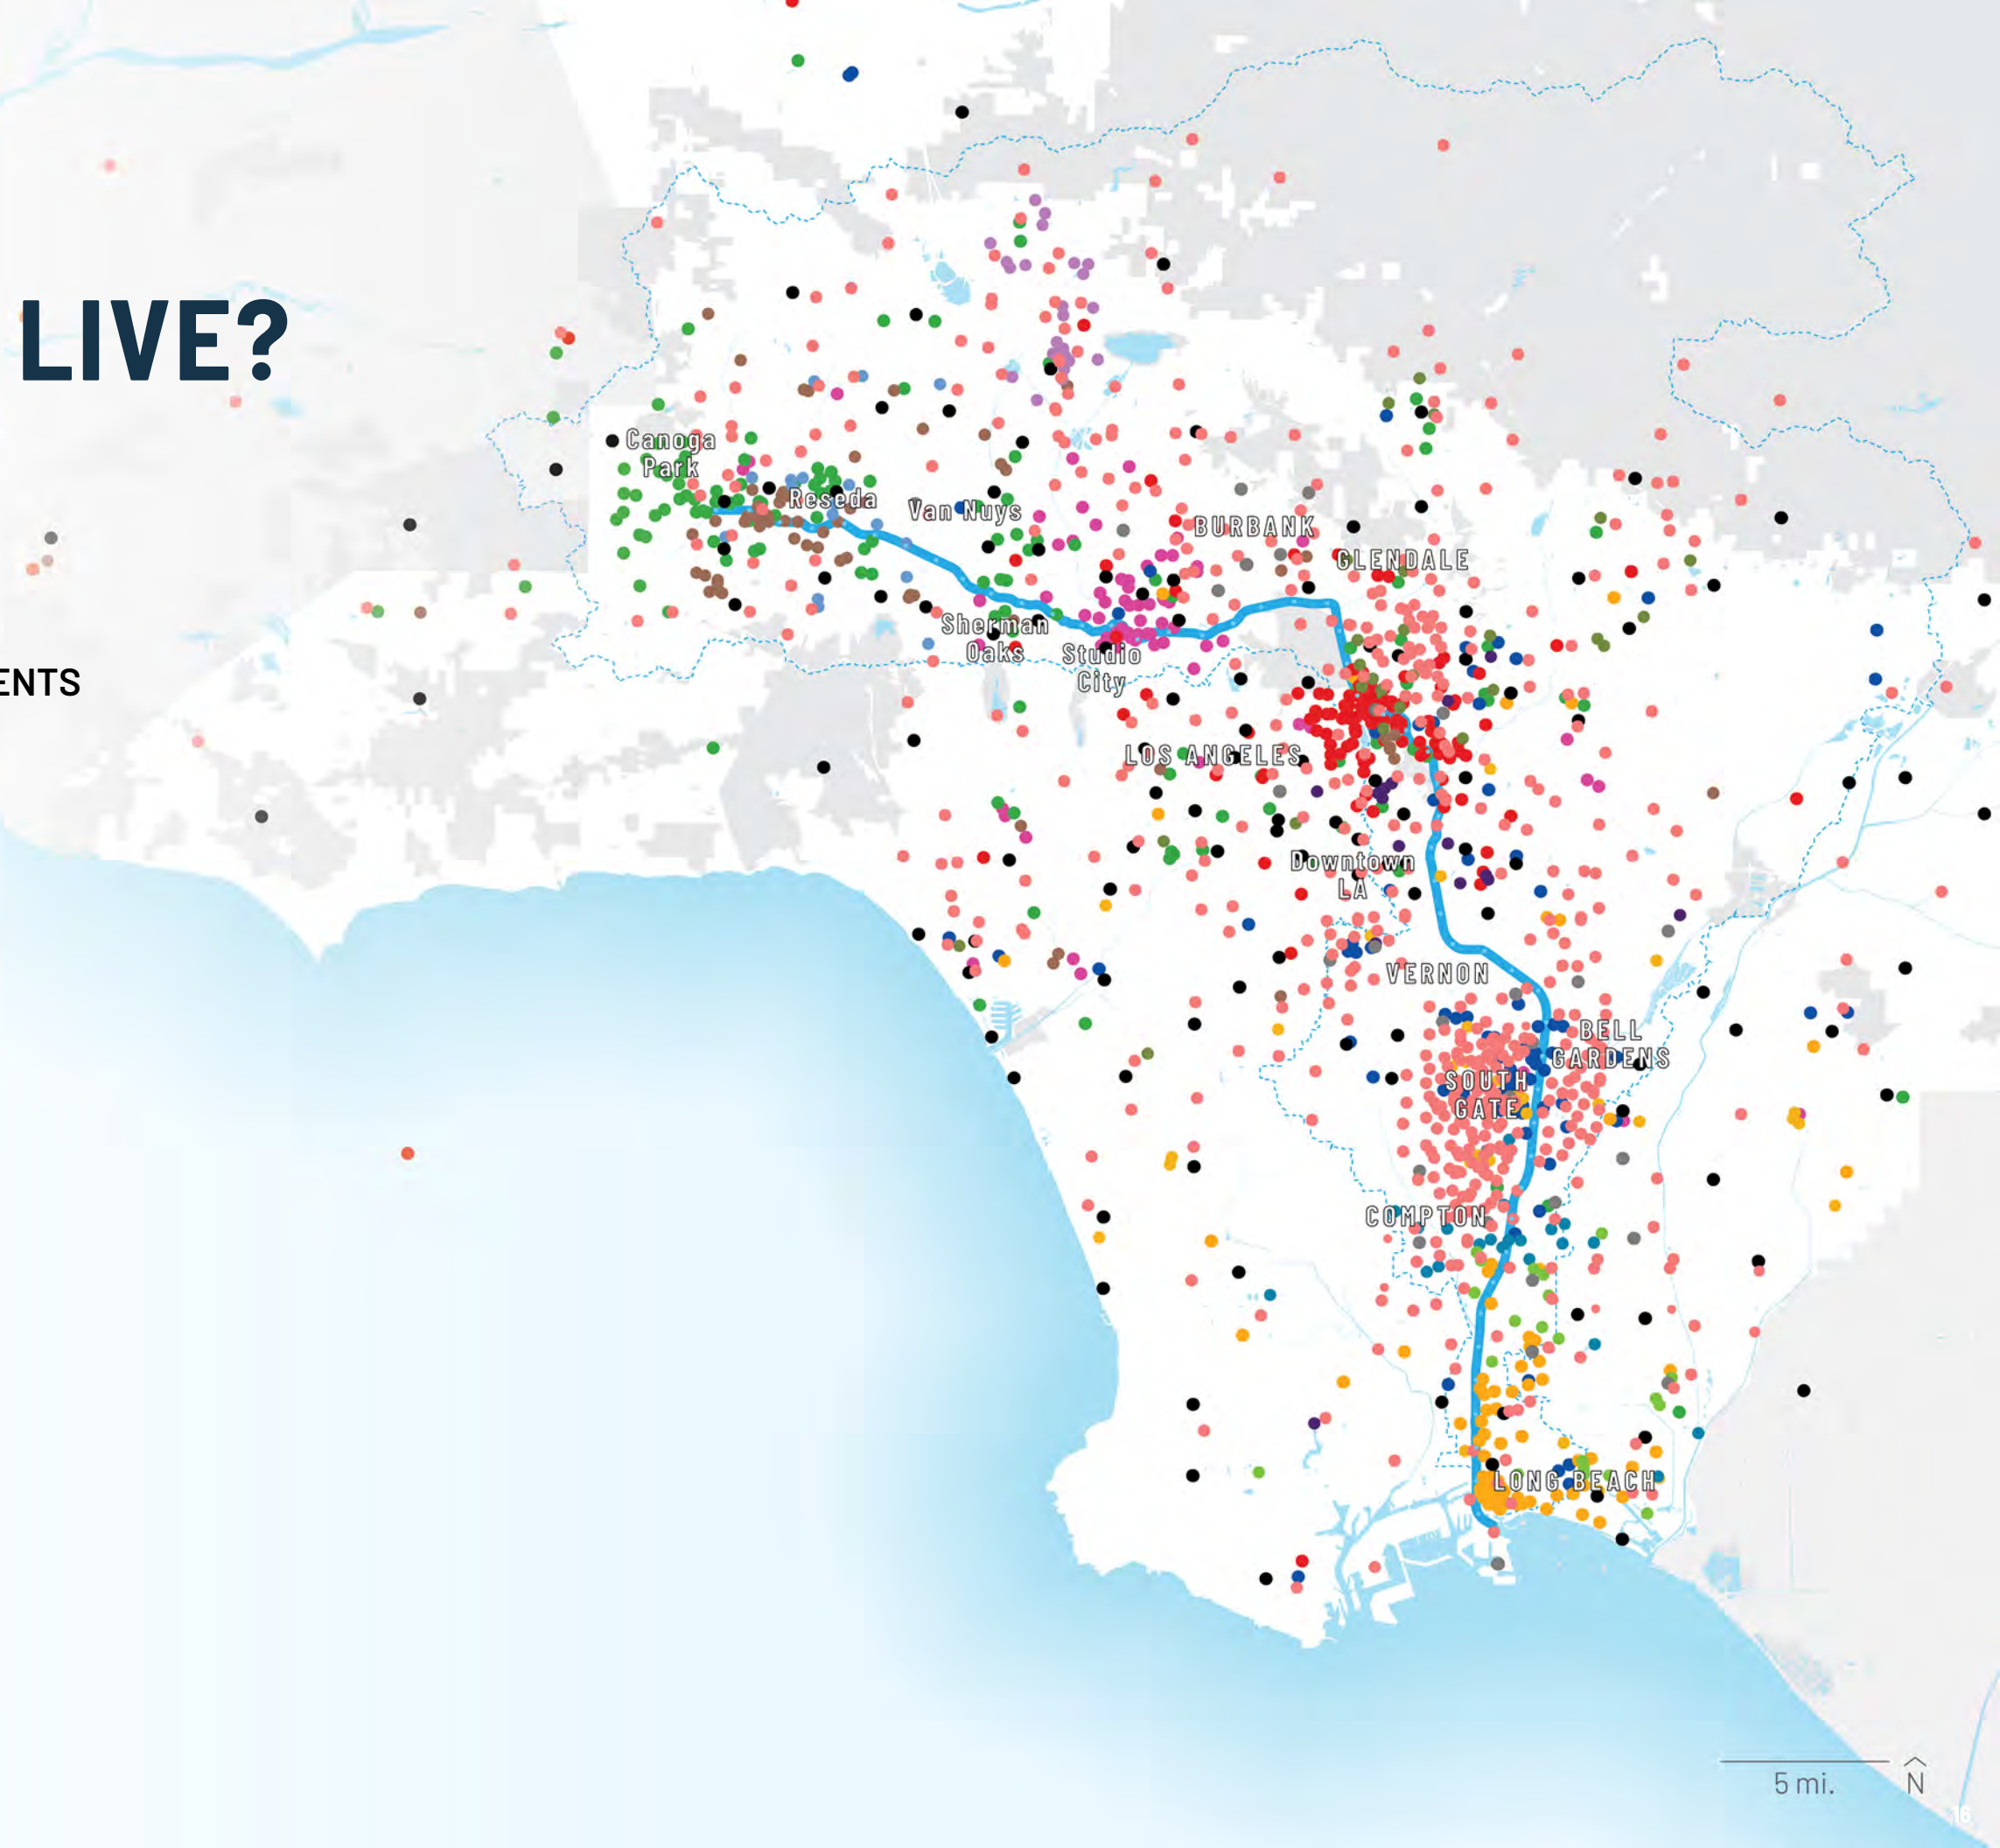 LIVE?
ENTS
Canoga
Park
Reseda
Van Nuys
BURBANK
GLENDALE
Sherman
Oaks
Studio
City
LOS ANGELES
Downtown
LA
VERNON
BELL
GARDENS
SOUTH
GATE
COMPTON
LONG BEACH
5 mi.
N
16